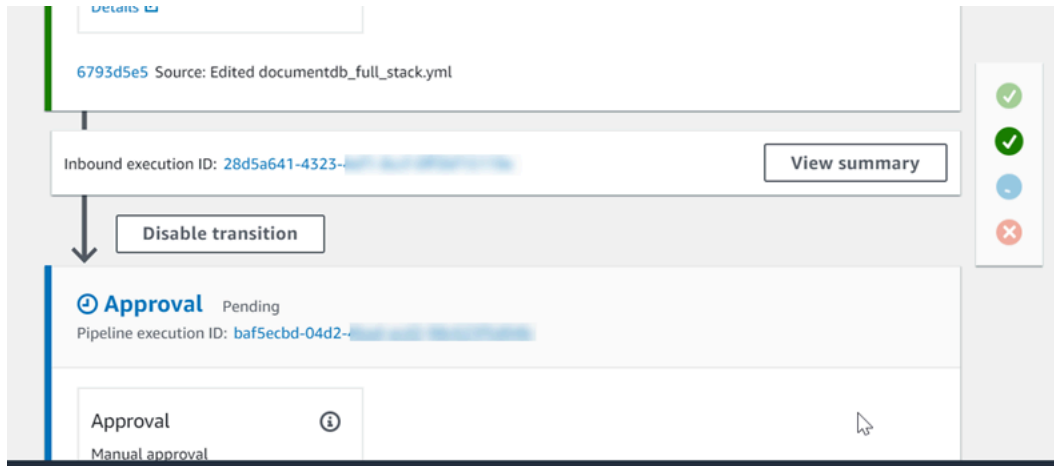 Details
6793d5e5 Source: Edited documentdb_full_stack.yml
Inbound execution ID: 28d5a641-4323-
View summary
Disable transition
Approval Pending
Pipeline execution ID: baf5ecbd-04d2-
Approval
Manual approval